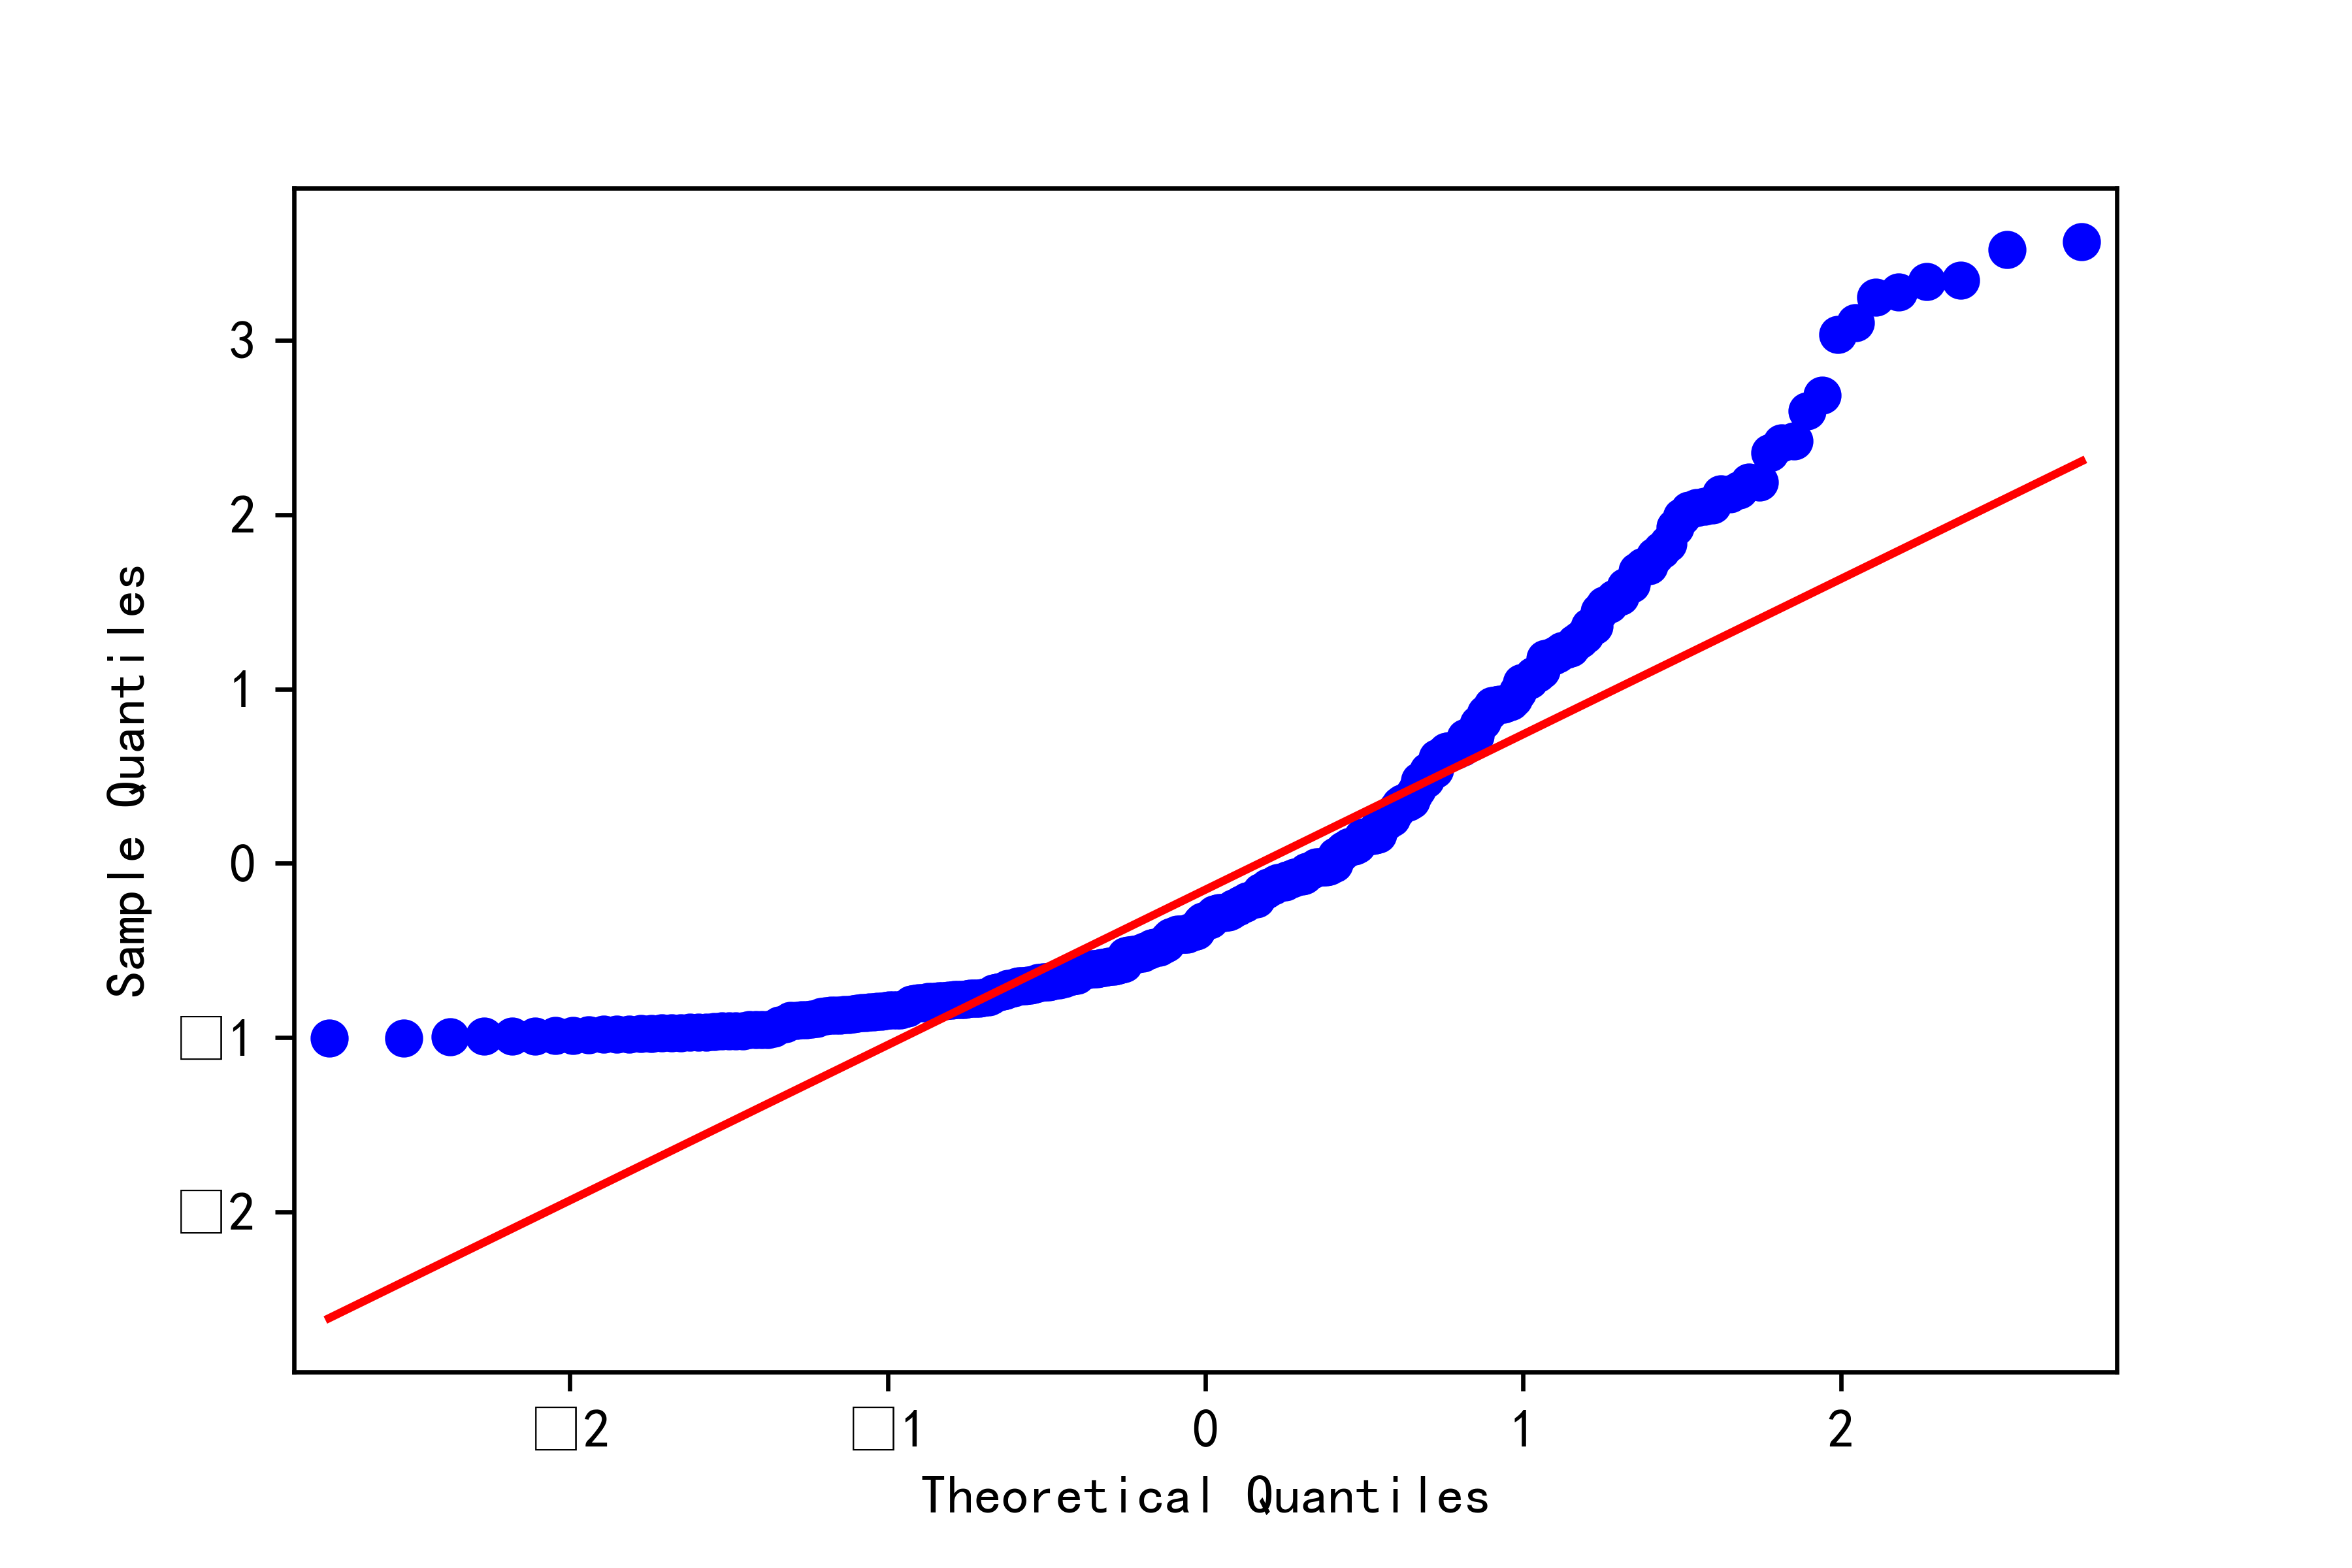 3
2
1
0
□1
□2
□2 □1 0 1 2
Theoretical Quantiles
Sample Quantiles